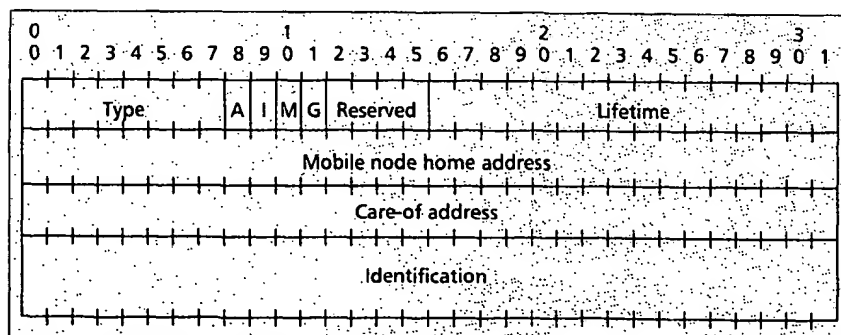 0 1 2 3
0 1 2 3 4 5 6 7 8 9 0 1 2 3 4 5 6 7 8 9 0 1 2 3 4 5 6 7 8 9 0 1
Type A I M G Reserved Lifetime
Mobile node home address
Care-of address
Identification